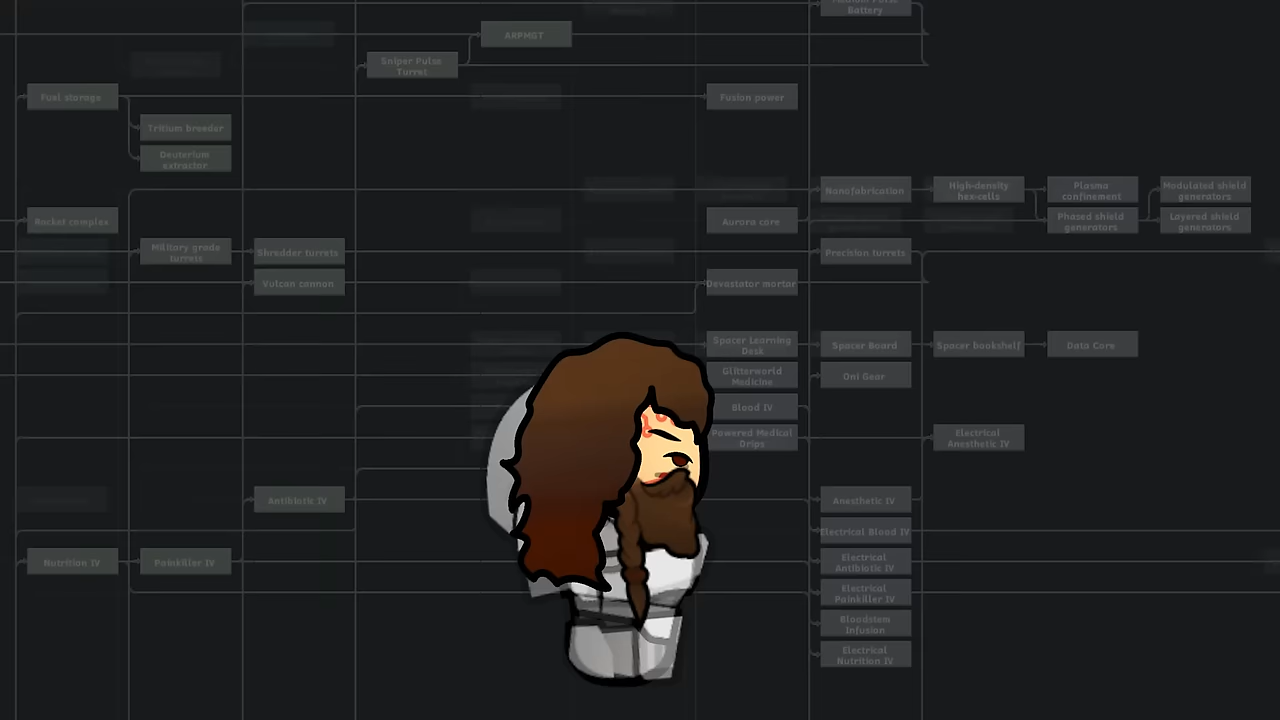 Medium Pulse
Battery
ARPMGT
Sniper Pulse
Turret
Fuel storage
Fusion power
Tritium breeder
Deuterium
extractor
Nanofabrication
High-density
hex-cells
Plasma
confinement
Modulated shield
generators
Rocket complex
Aurora core
Phased shield
generators
Layered shield
generators
Military grade
turrets
Shredder turrets
Precision turrets
Vulcan cannon
Devastator mortar
Spacer Learning
Desk
Spacer Board
Spacer bookshelf
Data Core
Glitterworld
Medicine
Oni Gear
Blood IV
Powered Medical
Drips
Electrical
Anesthetic IV
Antibiotic IV
Anesthetic IV
Electrical Blood IV
Nutrition IV
Painkiller IV
Electrical
Antibiotic IV
Electrical
Painkiller IV
Bloodstem
Infusion
Electrical
Nutrition IV